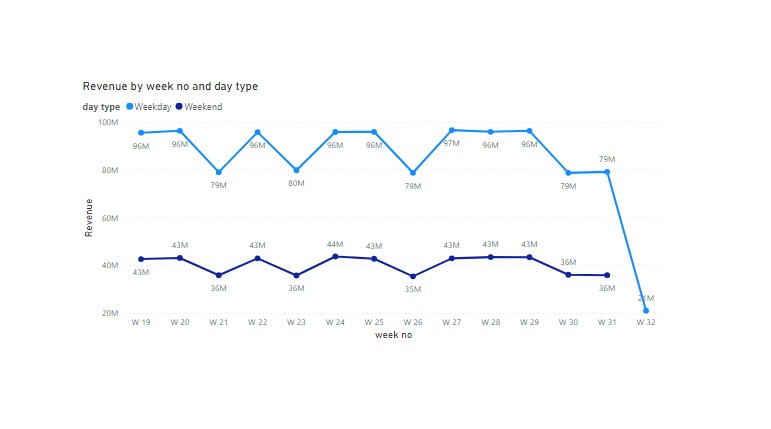 Revenue by week no and day type
day type Weekday Weekend
100M
80M
60M
40M
20M
Revenue
96M 96M 79M 96M 80M 96M 96M 79M 97M 96M 96M 79M 79M 21M
43M 43M 36M 43M 36M 44M 43M 35M 43M 43M 43M 36M 36M
W 19 W 20 W 21 W 22 W 23 W 24 W 25 W 26 W 27 W 28 W 29 W 30 W 31 W 32
week no